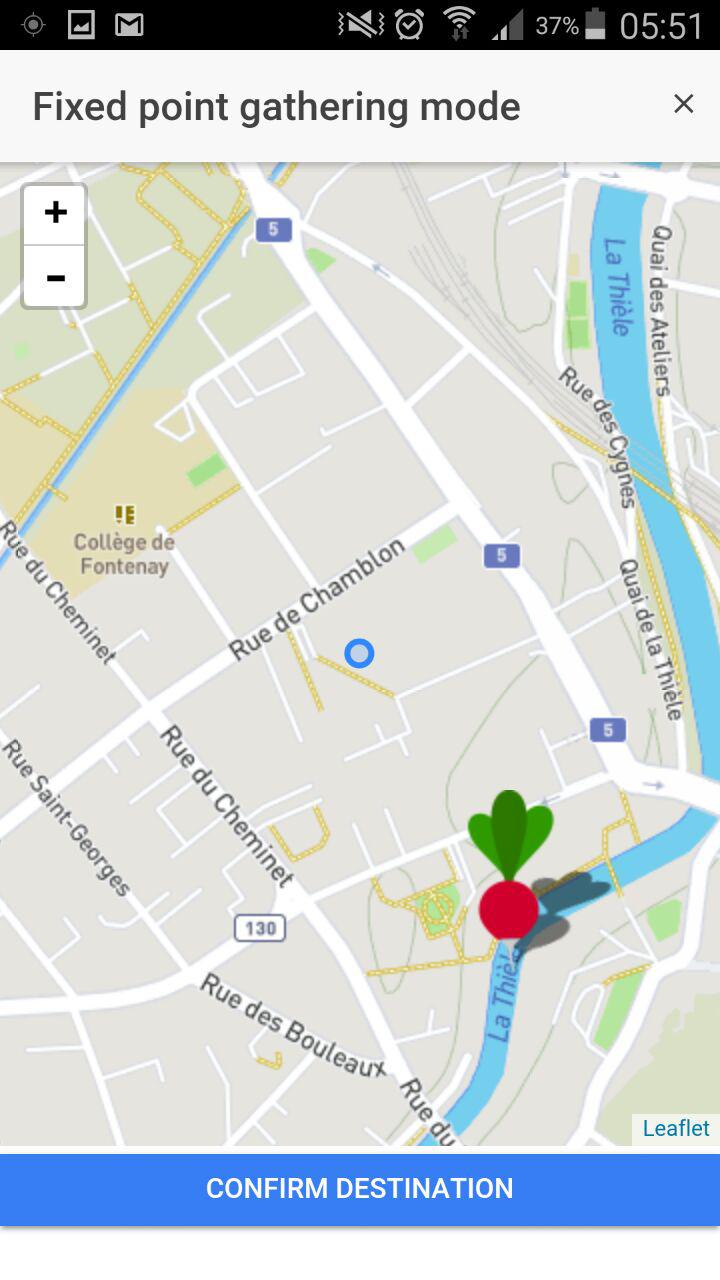 37% 05:51
Fixed point gathering mode ×
+
-
5
La Thièle
Quai des Ateliers
Rue des Cygnes
Collège de
Fontenay
Rue du Cheminet
Rue de Chamblon
5
Quai de la Thièle
5
Rue du Cheminet
Rue Saint-Georges
130
La Thiè
Rue des Bouleaux
Rue du
Leaflet
CONFIRM DESTINATION